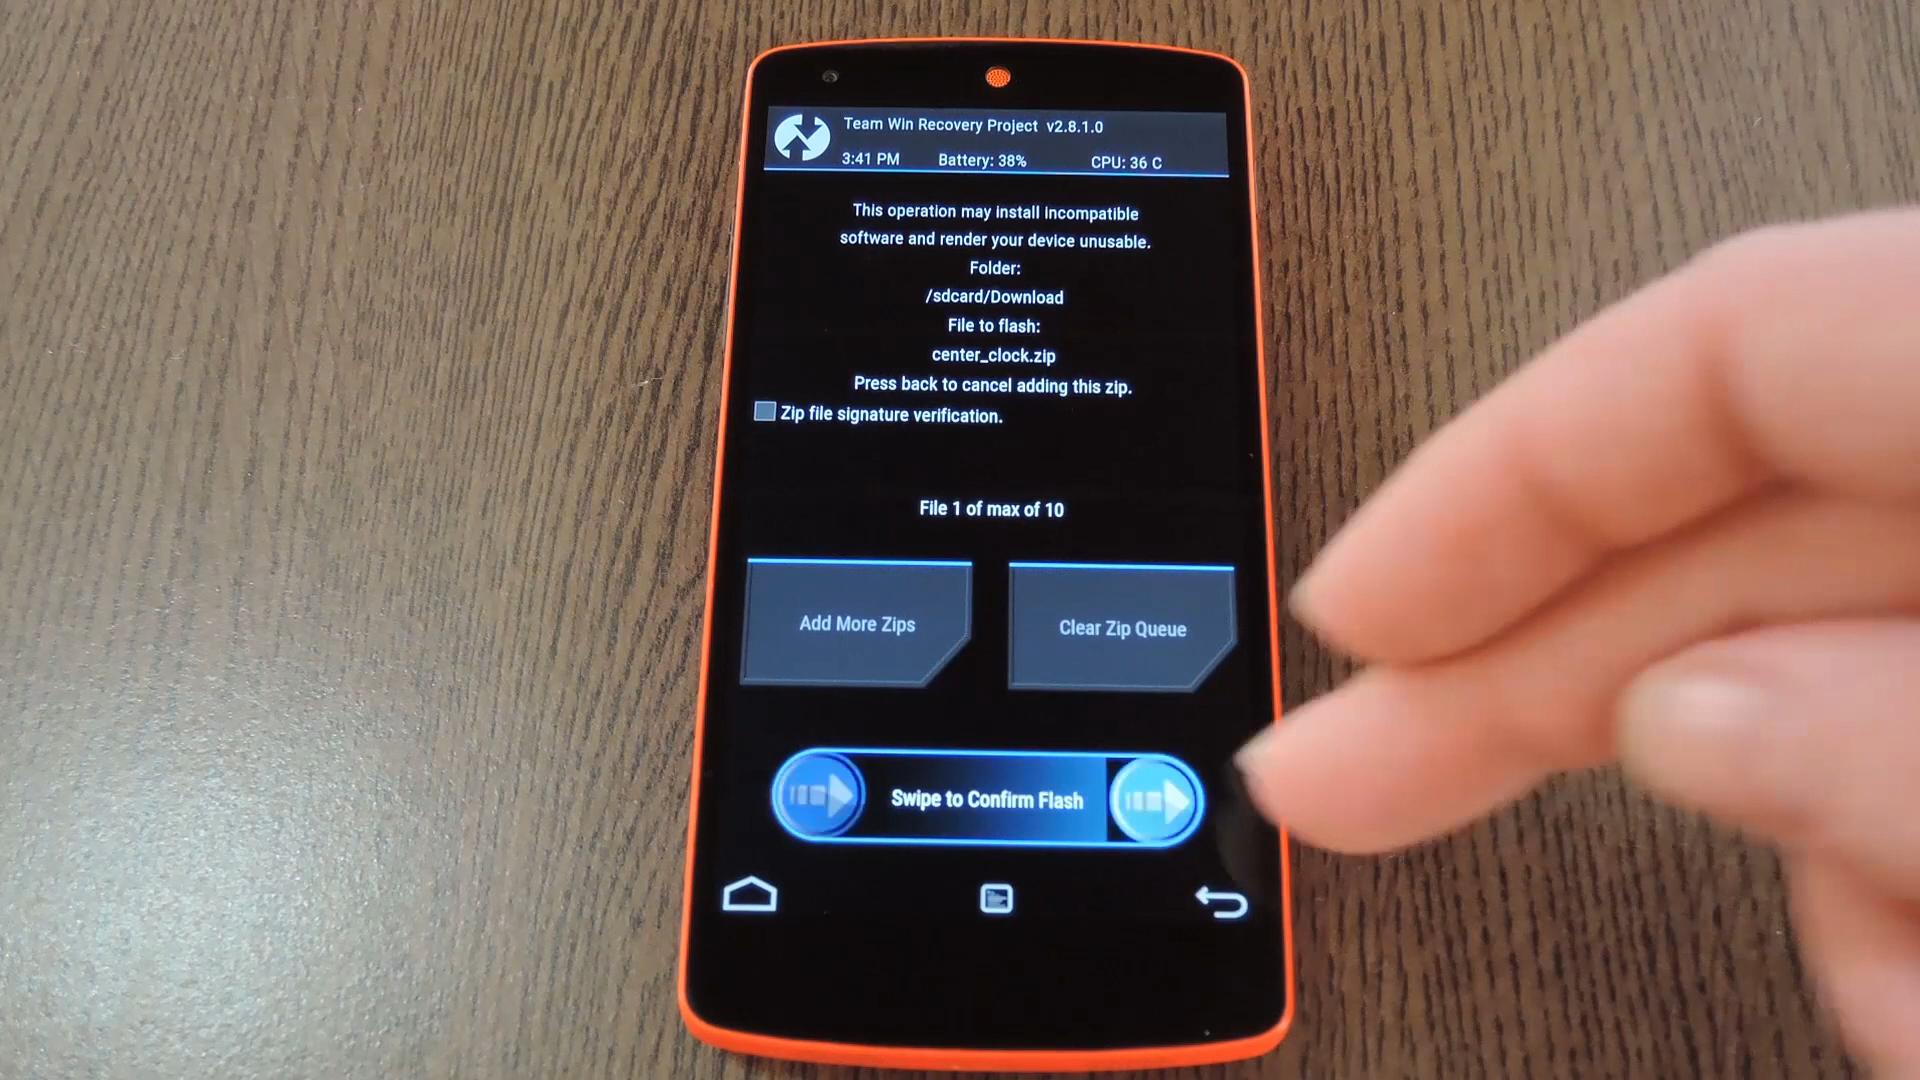 Team Win Recovery Project v2.8.1.0
3:41 PM Battery: 38% CPU: 36 C
This operation may install incompatible
software and render your device unusable.
Folder:
/sdcard/Download
File to flash:
center_clock.zip
Press back to cancel adding this zip.
Zip file signature verification.
File 1 of max of 10
Add More Zips
Clear Zip Queue
Swipe to Confirm Flash